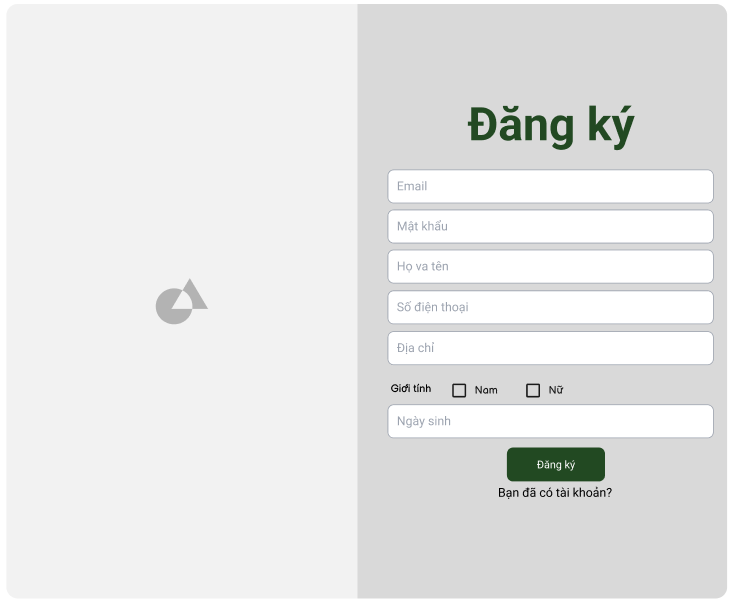 Đăng ký
Email
Mật khẩu
Họ va tên
Số điện thoại
Địa chỉ
Giới tính Nam Nữ
Ngày sinh
Đăng ký
Bạn đã có tài khoản?